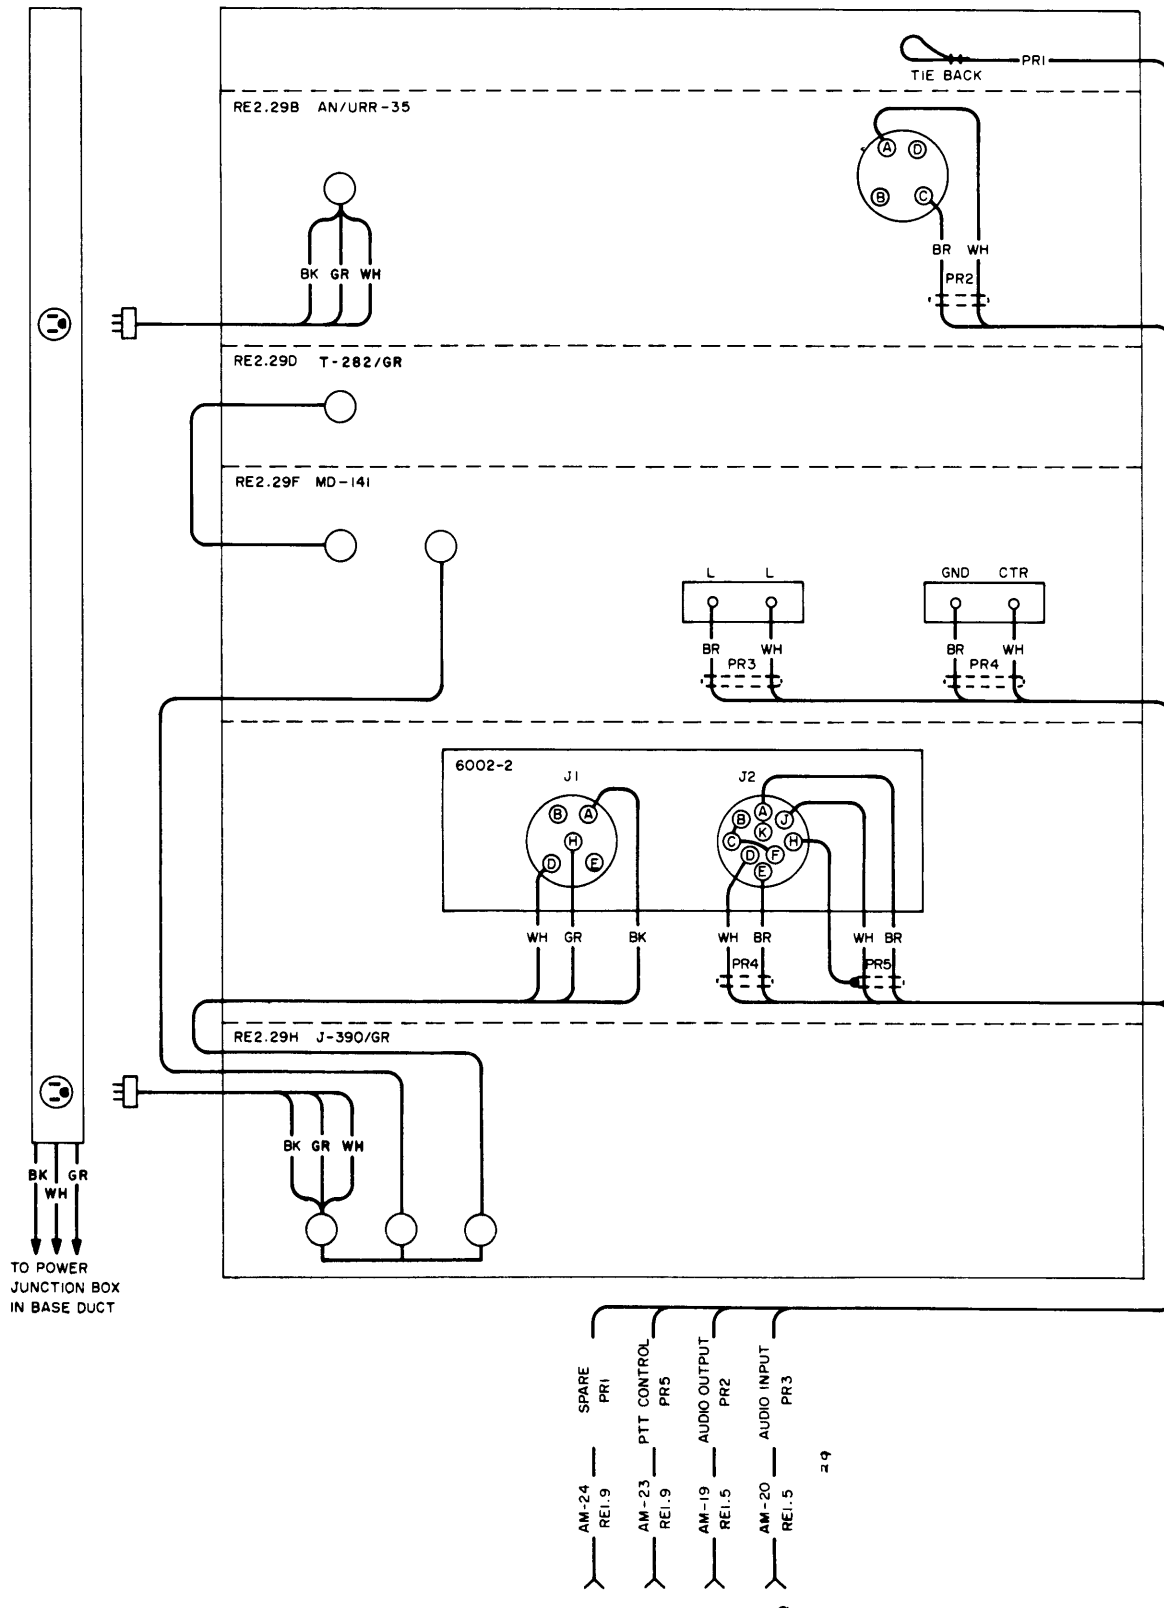 PR1
TIE BACK
RE2.29B AN/URR-35
A D
B C
BK GR WH
BR WH
PR2
RE2.29D T-282/GR
RE2.29F MD-141
L L
GND CTR
BR WH
PR3
BR WH
PR4
6002-2
J1
J2
B A
H
D E
A
B J
K
C H
D F
E
WH GR BK
WH BR
PR4
WH BR
PR5
RE2.29H J-390/GR
BK GR WH
BK WH GR
TO POWER
JUNCTION BOX
IN BASE DUCT
SPARE
PR1
AM-24
RE1.9
PTT CONTROL
PR5
AM-23
RE1.9
AUDIO OUTPUT
PR2
AM-19
RE1.5
AUDIO INPUT
PR3
AM-20
RE1.5
29